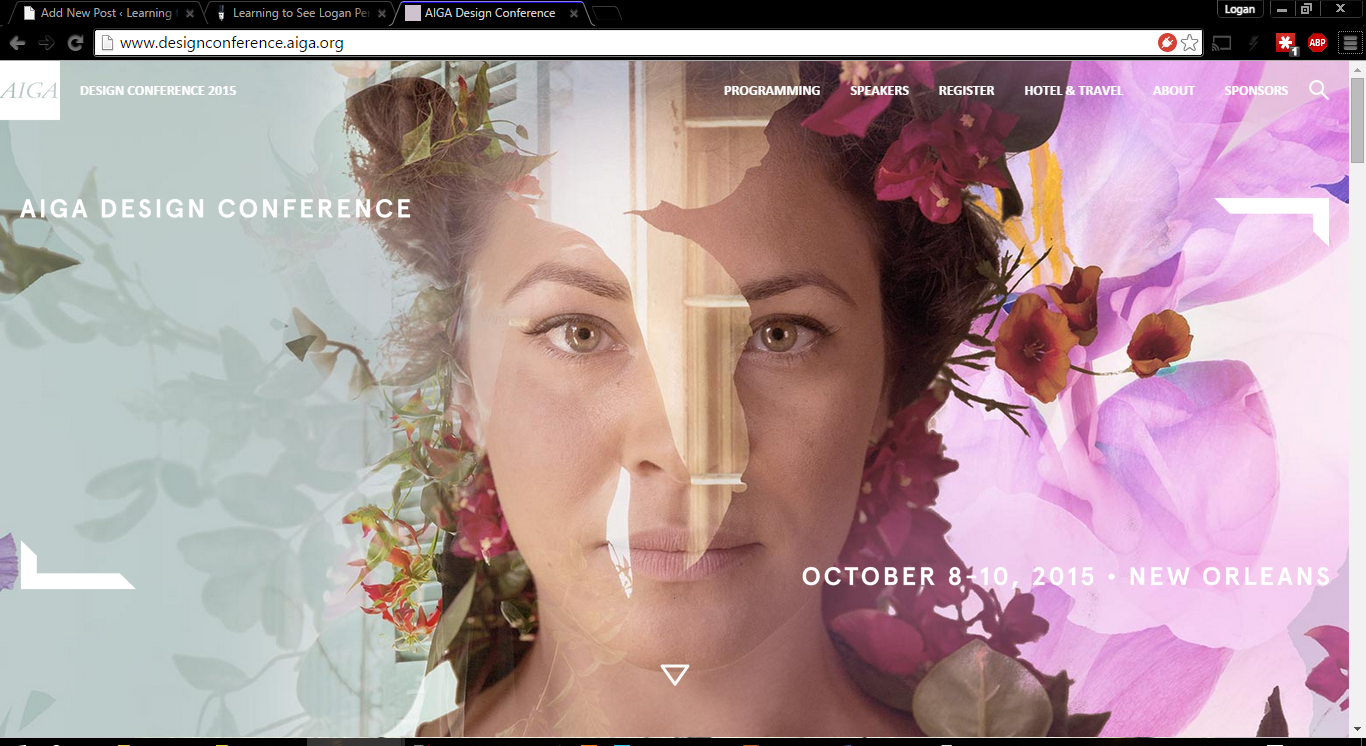 Add New Post ‹ Learning
Learning to See Logan Pe
AIGA Design Conference
Logan
www.designconference.aiga.org
1
ABP
AIGA
DESIGN CONFERENCE 2015
PROGRAMMING
SPEAKERS
REGISTER
HOTEL & TRAVEL
ABOUT
SPONSORS
AIGA DESIGN CONFERENCE
OCTOBER 8-10, 2015 • NEW ORLEANS